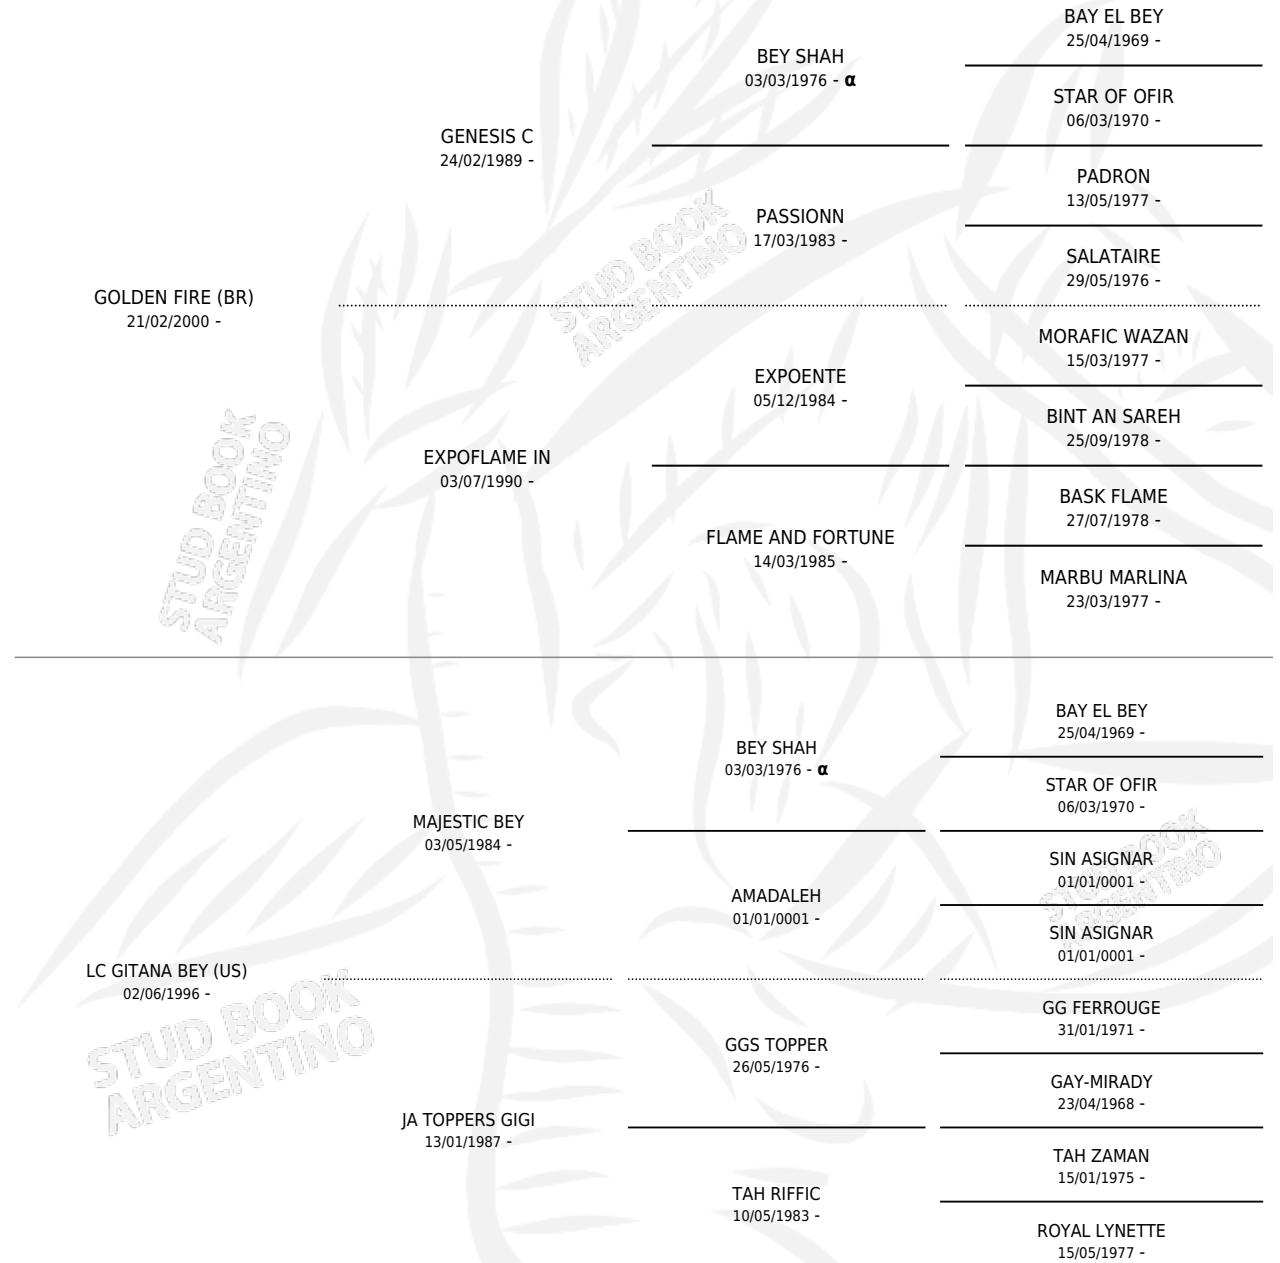 BAY EL BEY
25/04/1969 -
BEY SHAH
03/03/1976 - α
STAR OF OFIR
06/03/1970 -
GENESIS C
24/02/1989 -
PADRON
13/05/1977 -
PASSIONN
17/03/1983 -
SALATAIRE
29/05/1976 -
GOLDEN FIRE (BR)
21/02/2000 -
MORAFIC WAZAN
15/03/1977 -
EXPOENTE
05/12/1984 -
BINT AN SAREH
25/09/1978 -
EXPOFLAME IN
03/07/1990 -
BASK FLAME
27/07/1978 -
FLAME AND FORTUNE
14/03/1985 -
MARBU MARLINA
23/03/1977 -
BAY EL BEY
25/04/1969 -
BEY SHAH
03/03/1976 - α
STAR OF OFIR
06/03/1970 -
MAJESTIC BEY
03/05/1984 -
SIN ASIGNAR
01/01/0001 -
AMADALEH
01/01/0001 -
SIN ASIGNAR
01/01/0001 -
LC GITANA BEY (US)
02/06/1996 -
GG FERROUGE
31/01/1971 -
GGS TOPPER
26/05/1976 -
GAY-MIRADY
23/04/1968 -
JA TOPPERS GIGI
13/01/1987 -
TAH ZAMAN
15/01/1975 -
TAH RIFFIC
10/05/1983 -
ROYAL LYNETTE
15/05/1977 -
STUD BOOK
ARGENTINO
STUD BOOK
ARGENTINO
STUD BOOK
ARGENTINO
STUD BOOK
ARGENTINO